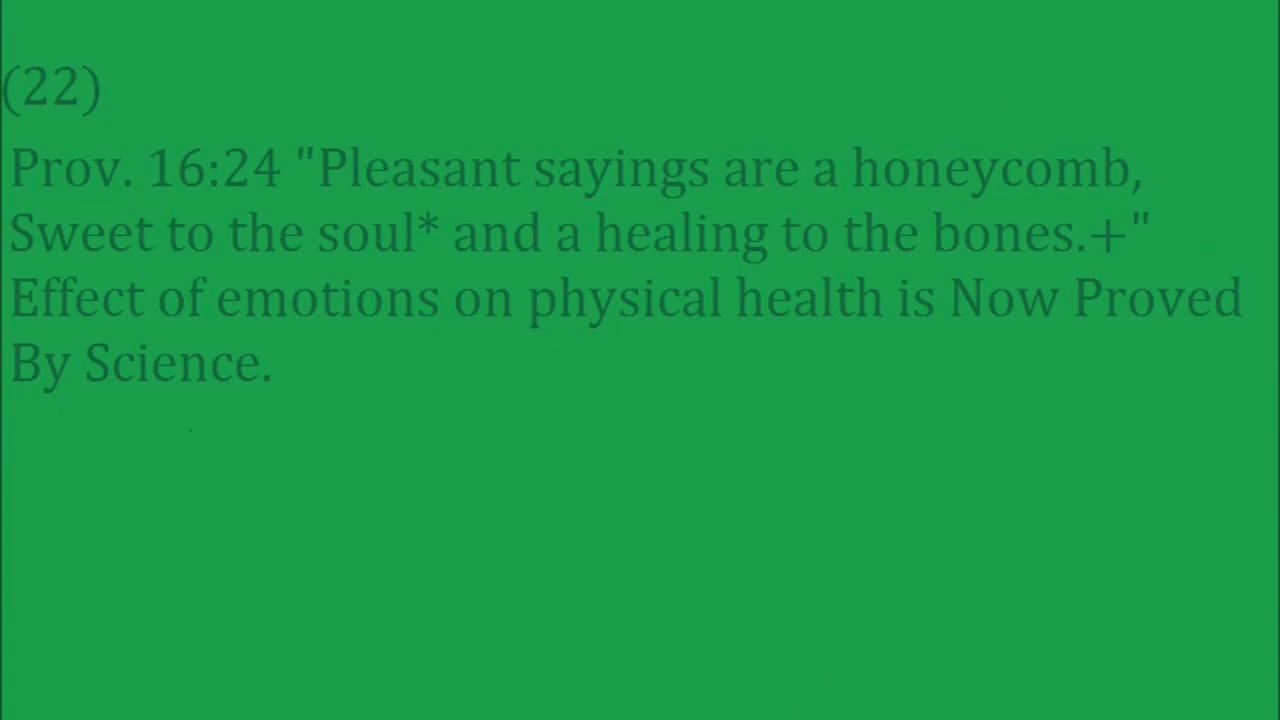 (22)
Prov. 16:24 "Pleasant sayings are a honeycomb,
Sweet to the soul* and a healing to the bones.+"
Effect of emotions on physical health is Now Proved
By Science.